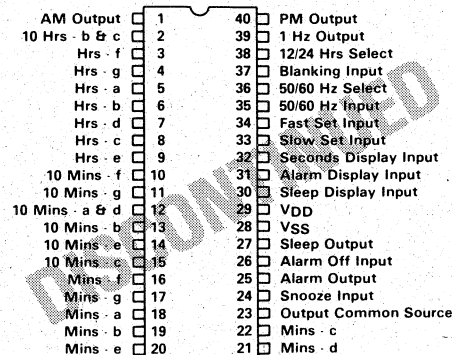 AM Output 1 40 PM Output
10 Hrs - b & c 2 39 1 Hz Output
Hrs - f 3 38 12/24 Hrs Select
Hrs - g 4 37 Blanking Input
Hrs - a 5 36 50/60 Hz Select
Hrs - b 6 35 50/60 Hz Input
Hrs - d 7 34 Fast Set Input
Hrs - c 8 33 Slow Set Input
Hrs - e 9 32 Seconds Display Input
10 Mins - f 10 31 Alarm Display Input
10 Mins - g 11 30 Sleep Display Input
10 Mins - a & d 12 29 VDD
10 Mins - b 13 28 VSS
10 Mins - e 14 27 Sleep Output
10 Mins - c 15 26 Alarm Off Input
Mins - f 16 25 Alarm Output
Mins - g 17 24 Snooze Input
Mins - a 18 23 Output Common Source
Mins - b 19 22 Mins - c
Mins - e 20 21 Mins - d
DISCONTINUED